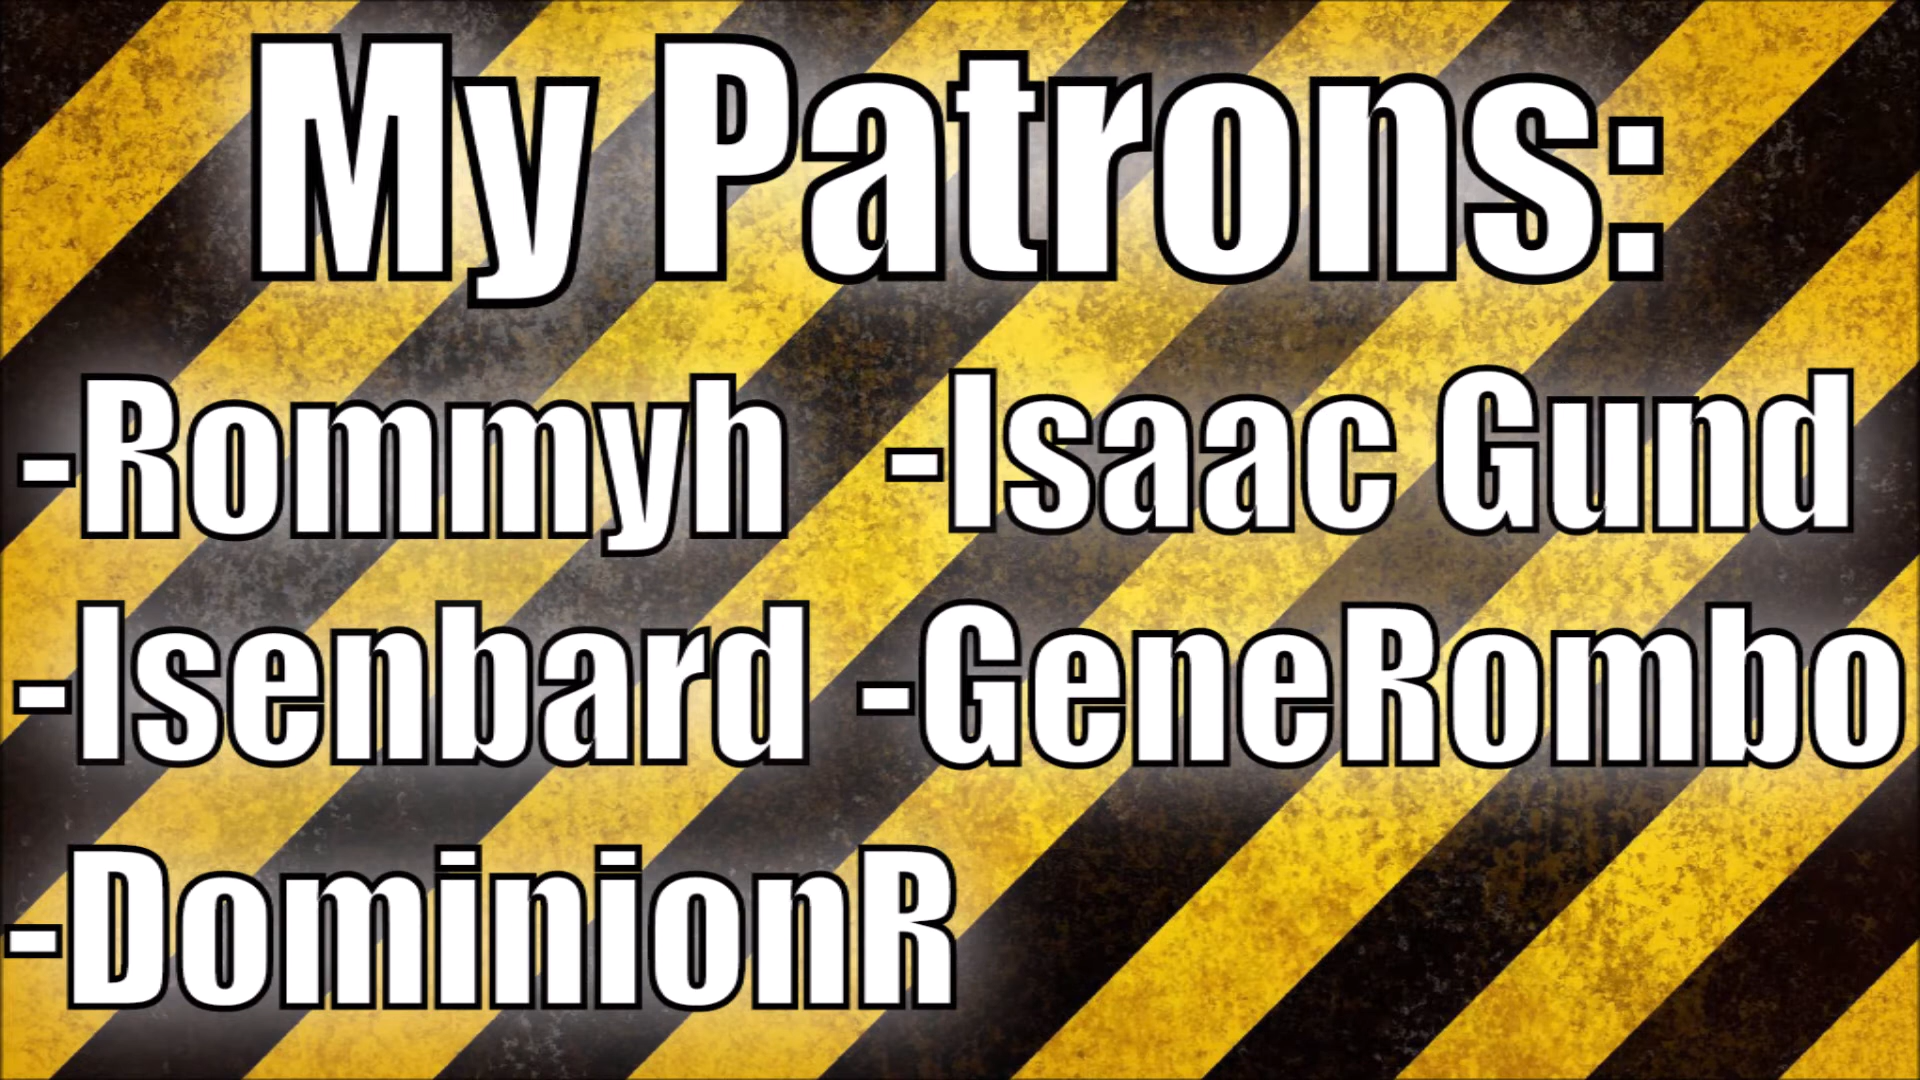 My Patrons:
-Rommyh
-Isaac Gund
-Isenbard
-GeneRombo
-DominionR